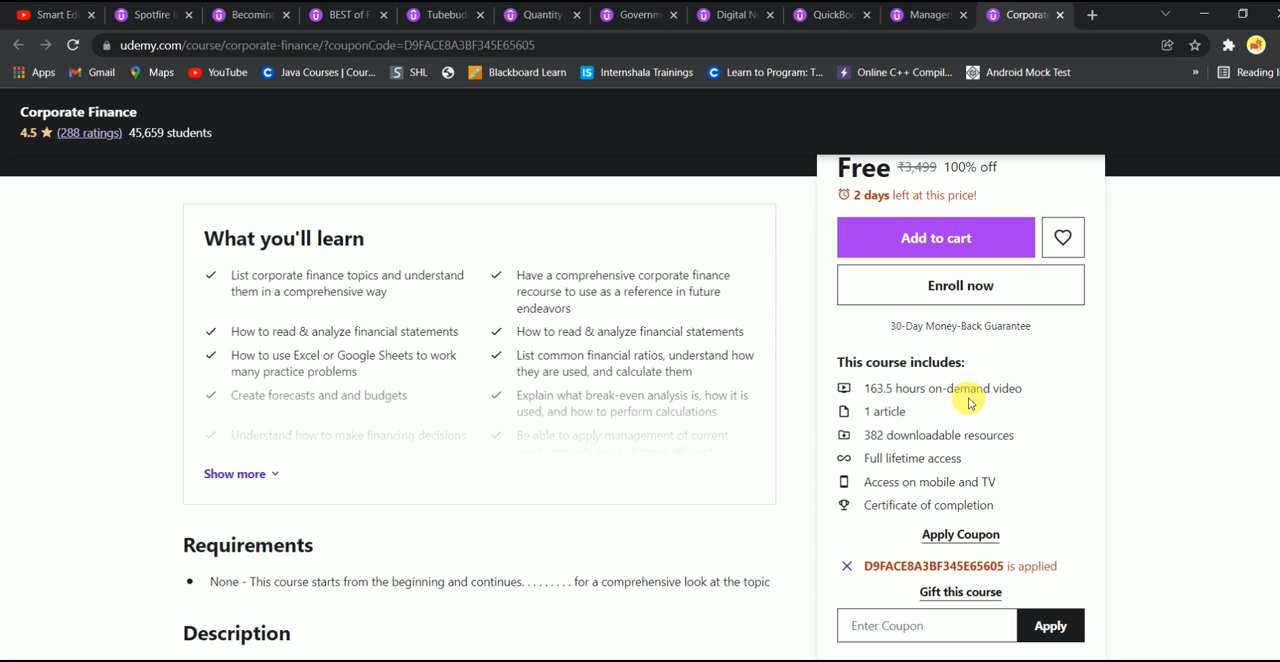 Smart Ed
Spotfire I
Becoming
BEST of F
Tubebud
Quantity
Governm
Digital N
QuickBoo
Manager
Corporat
udemy.com/course/corporate-finance/?couponCode=D9FACE8A3BF345E65605
Apps
Gmail
Maps
YouTube
Java Courses | Cour...
SHL
Blackboard Learn
IS Internshala Trainings
Learn to Program: T...
Online C++ Compil...
Android Mock Test
»
Reading l
Corporate Finance
4.5 ★ (288 ratings) 45,659 students
Free ₹3,499 100% off
2 days left at this price!
Add to cart
Enroll now
30-Day Money-Back Guarantee
This course includes:
163.5 hours on-demand video
1 article
382 downloadable resources
Full lifetime access
Access on mobile and TV
Certificate of completion
Apply Coupon
D9FACE8A3BF345E65605 is applied
Gift this course
Enter Coupon
Apply
What you'll learn
List corporate finance topics and understand
them in a comprehensive way
How to read & analyze financial statements
How to use Excel or Google Sheets to work
many practice problems
Create forecasts and and budgets
Understand how to make financing decisions
Have a comprehensive corporate finance
recourse to use as a reference in future
endeavors
How to read & analyze financial statements
List common financial ratios, understand how
they are used, and calculate them
Explain what break-even analysis is, how it is
used, and how to perform calculations
Be able to apply management of current
Show more
Requirements
None - This course starts from the beginning and continues. . . . . . . . . for a comprehensive look at the topic
Description